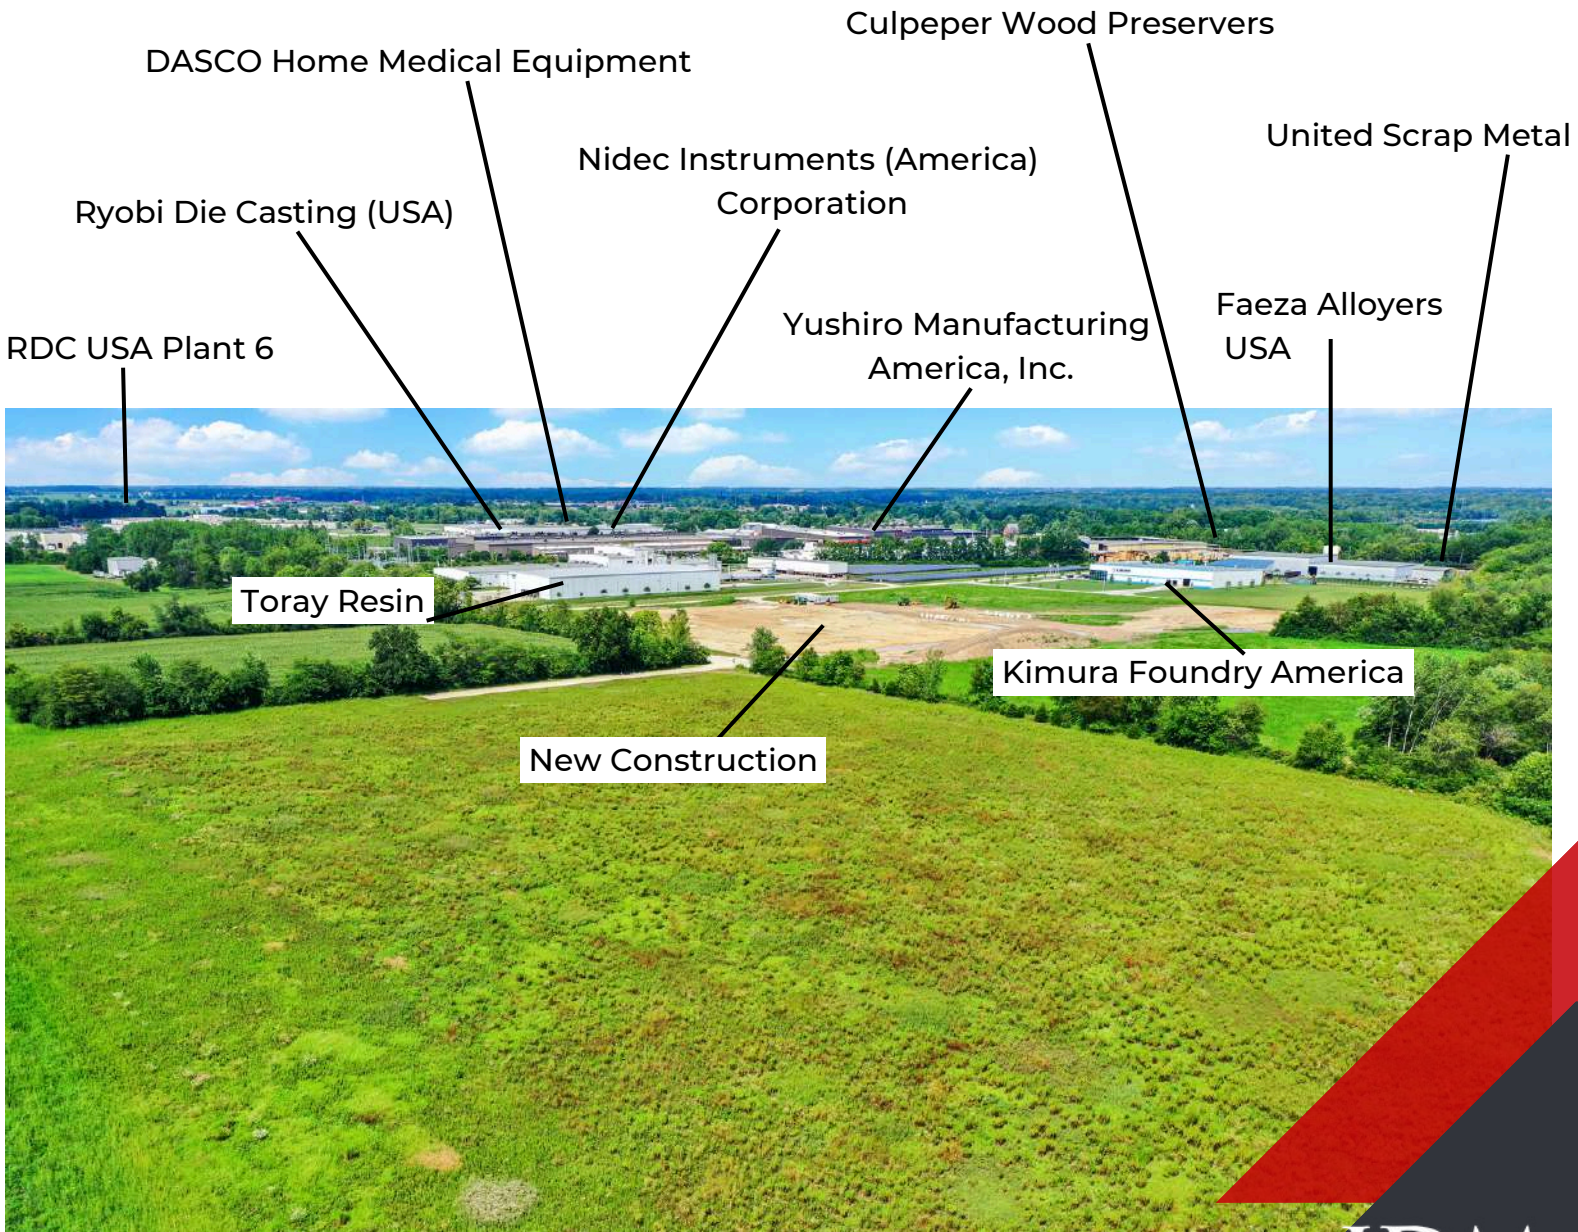 Culpeper Wood Preservers
DASCO Home Medical Equipment
United Scrap Metal
Nidec Instruments (America)
Corporation
Ryobi Die Casting (USA)
Faeza Alloyers
USA
Yushiro Manufacturing
America, Inc.
RDC USA Plant 6
Toray Resin
Kimura Foundry America
New Construction